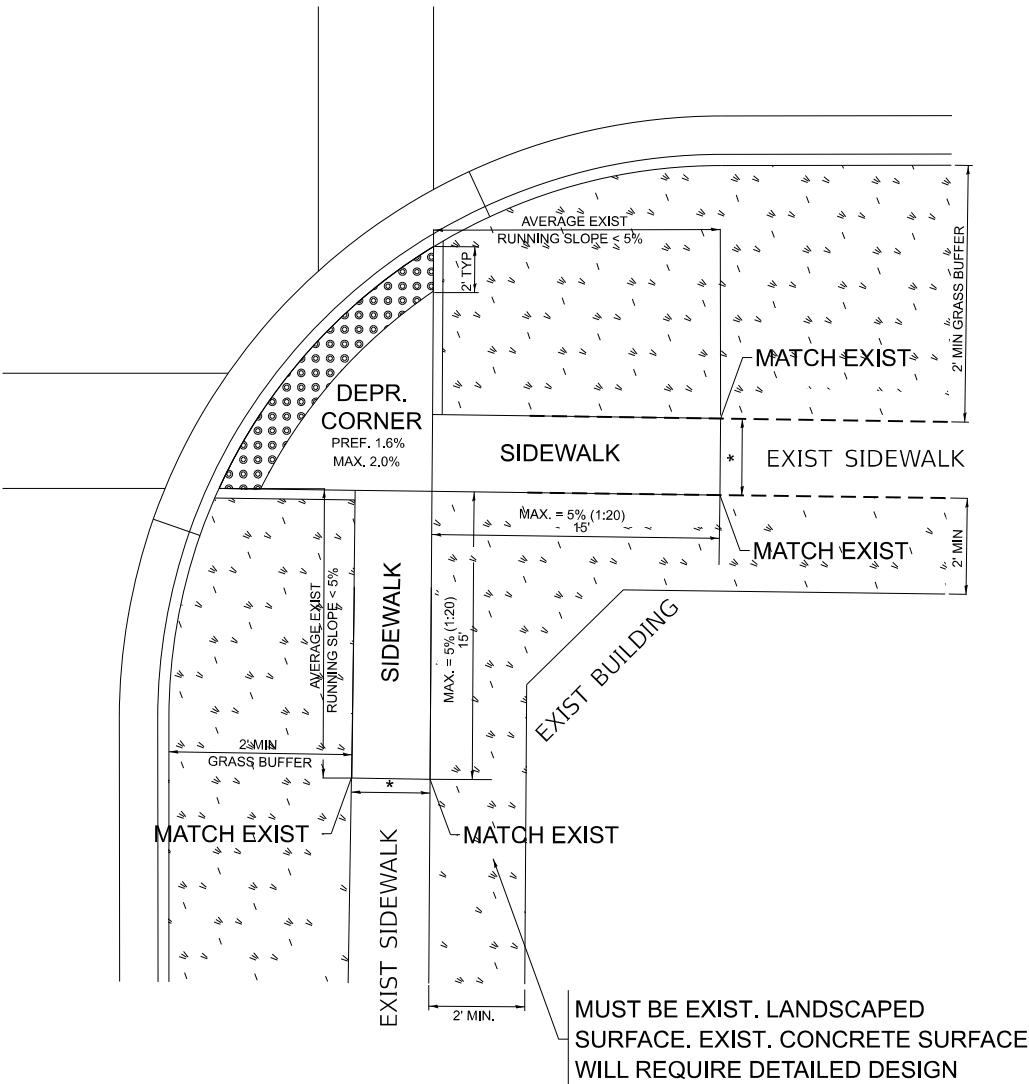 AVERAGE EXIST
RUNNING SLOPE < 5%
2' TYP
2' MIN GRASS BUFFER
MATCH EXIST
DEPR.
CORNER
PREF. 1.6%
MAX. 2.0%
SIDEWALK
*
EXIST SIDEWALK
MAX. = 5% (1:20)
15'
MATCH EXIST
2' MIN
AVERAGE EXIST
RUNNING SLOPE < 5%
SIDEWALK
MAX. = 5% (1:20)
15'
EXIST BUILDING
2' MIN
GRASS BUFFER
*
MATCH EXIST
MATCH EXIST
EXIST SIDEWALK
2' MIN.
MUST BE EXIST. LANDSCAPED
SURFACE. EXIST. CONCRETE SURFACE
WILL REQUIRE DETAILED DESIGN